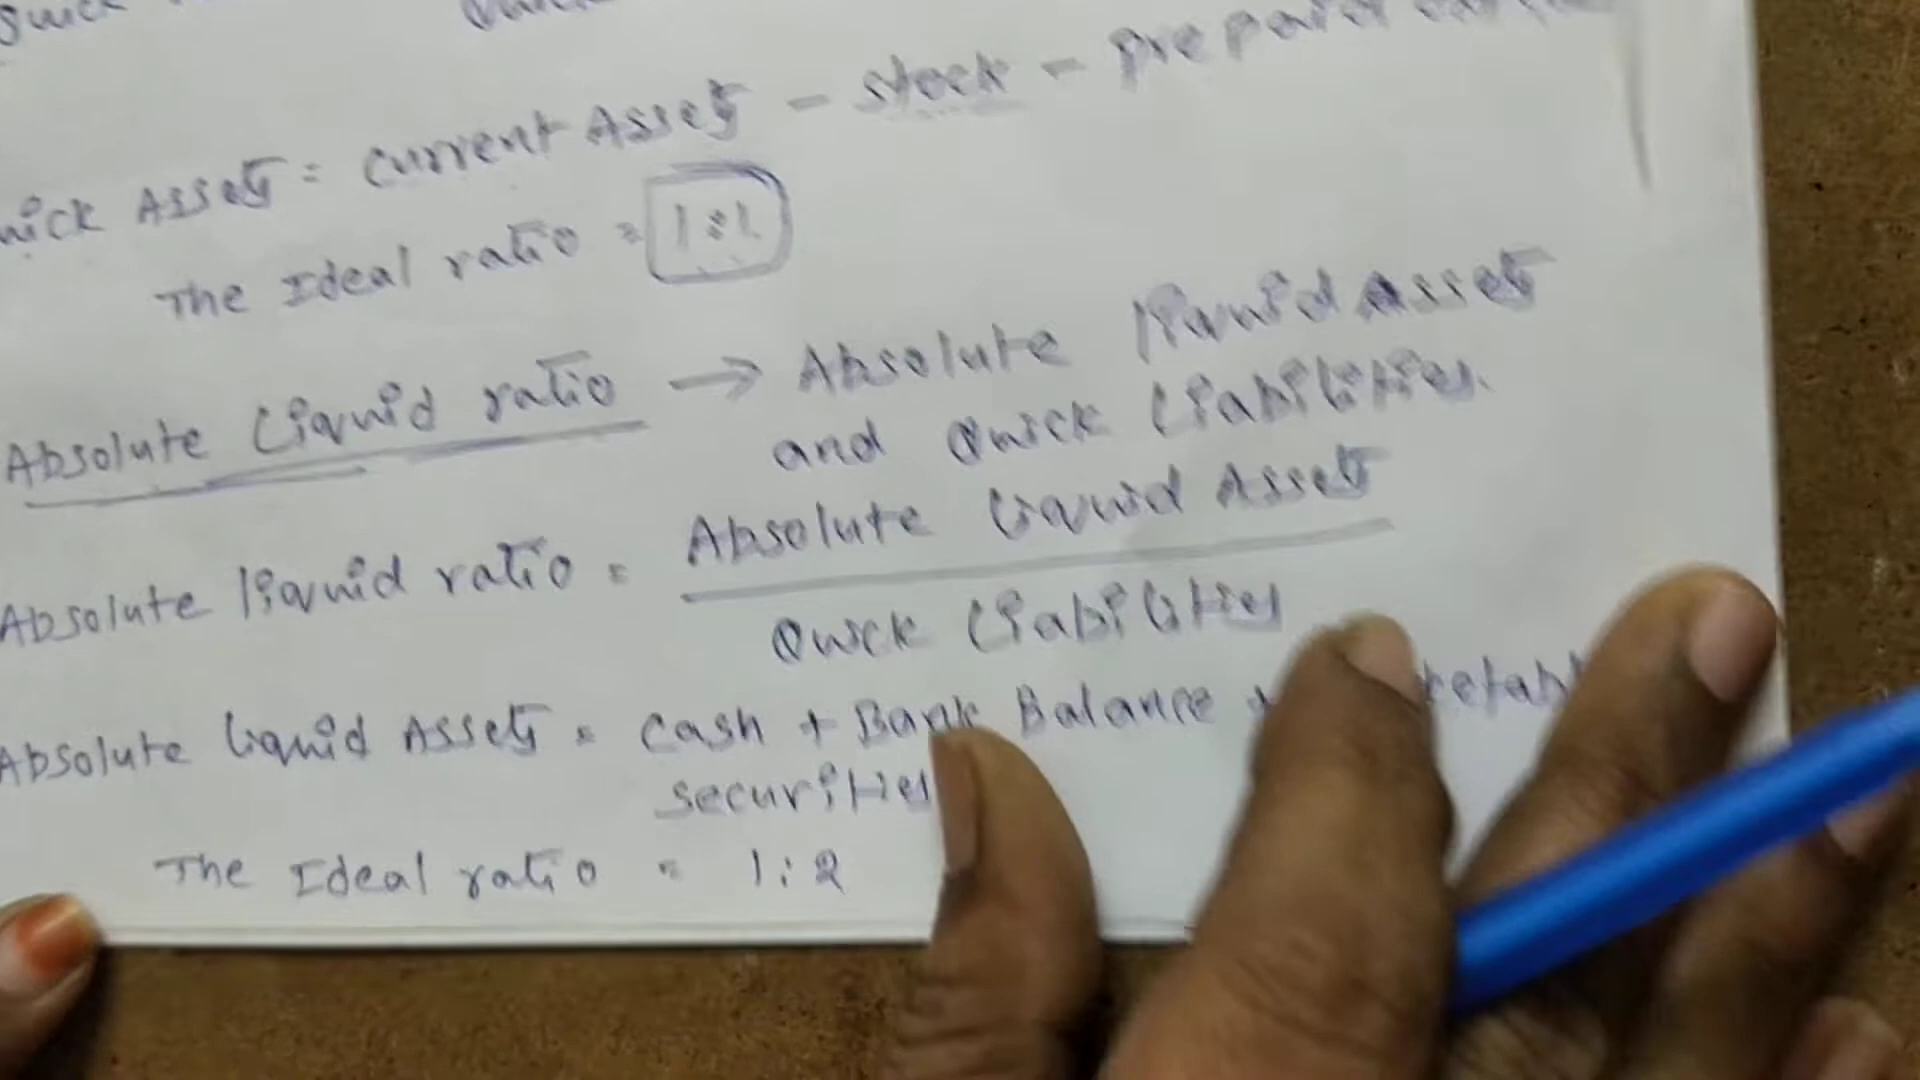 Quick Assets = Current Assets - Stock - prepaid
The Ideal ratio = 1:1
Absolute Liquid ratio → Absolute liquid Assets
and Quick Liabilities.
Absolute liquid ratio = Absolute liquid Assets
Quick Liabilities
Absolute liquid Assets = Cash + Bank Balance +
securities
The Ideal ratio = 1:2